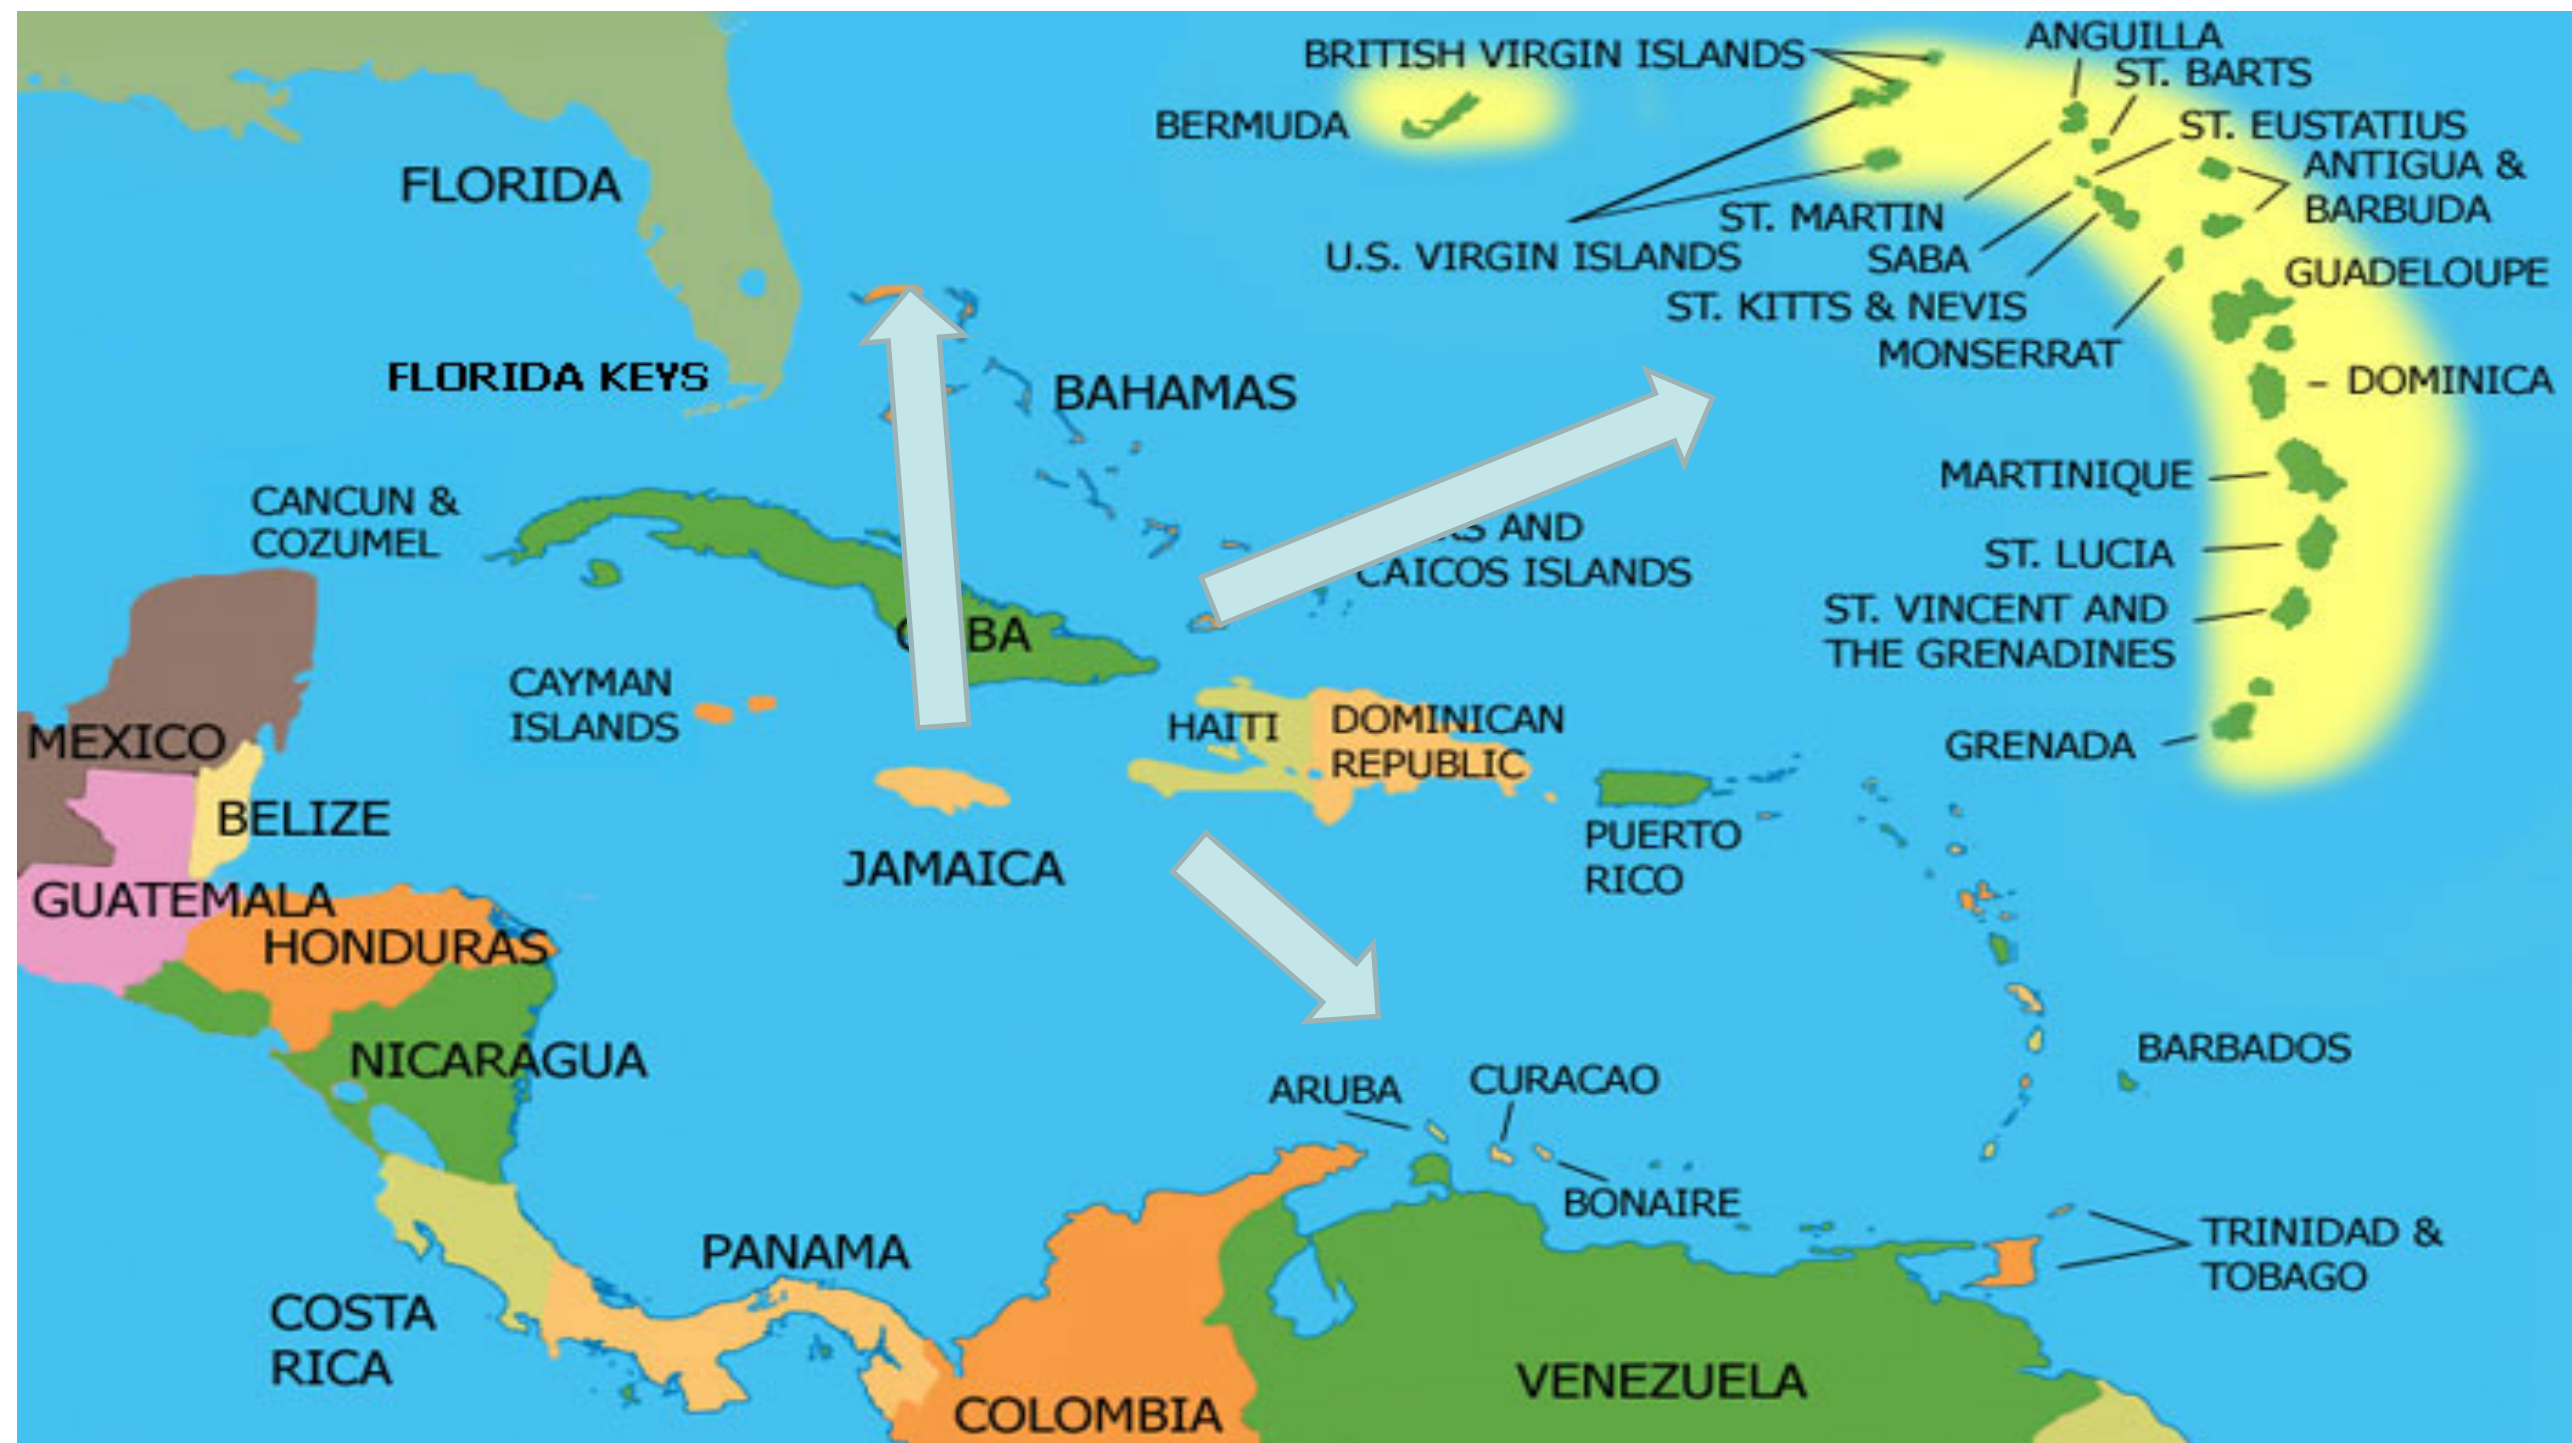 BRITISH VIRGIN ISLANDS
ANGUILLA
ST. BARTS
BERMUDA
ST. EUSTATIUS
ANTIGUA &
BARBUDA
FLORIDA
ST. MARTIN
U.S. VIRGIN ISLANDS
SABA
GUADELOUPE
ST. KITTS & NEVIS
MONSERRAT
FLORIDA KEYS
BAHAMAS
DOMINICA
MARTINIQUE
CANCUN &
COZUMEL
AND
CAICOS ISLANDS
ST. LUCIA
ST. VINCENT AND
THE GRENADINES
CAYMAN
ISLANDS
HAITI
DOMINICAN
REPUBLIC
GRENADA
MEXICO
BELIZE
JAMAICA
PUERTO
RICO
GUATEMALA
HONDURAS
NICARAGUA
BARBADOS
ARUBA
CURACAO
BONAIRE
PANAMA
TRINIDAD &
TOBAGO
COSTA
RICA
VENEZUELA
COLOMBIA